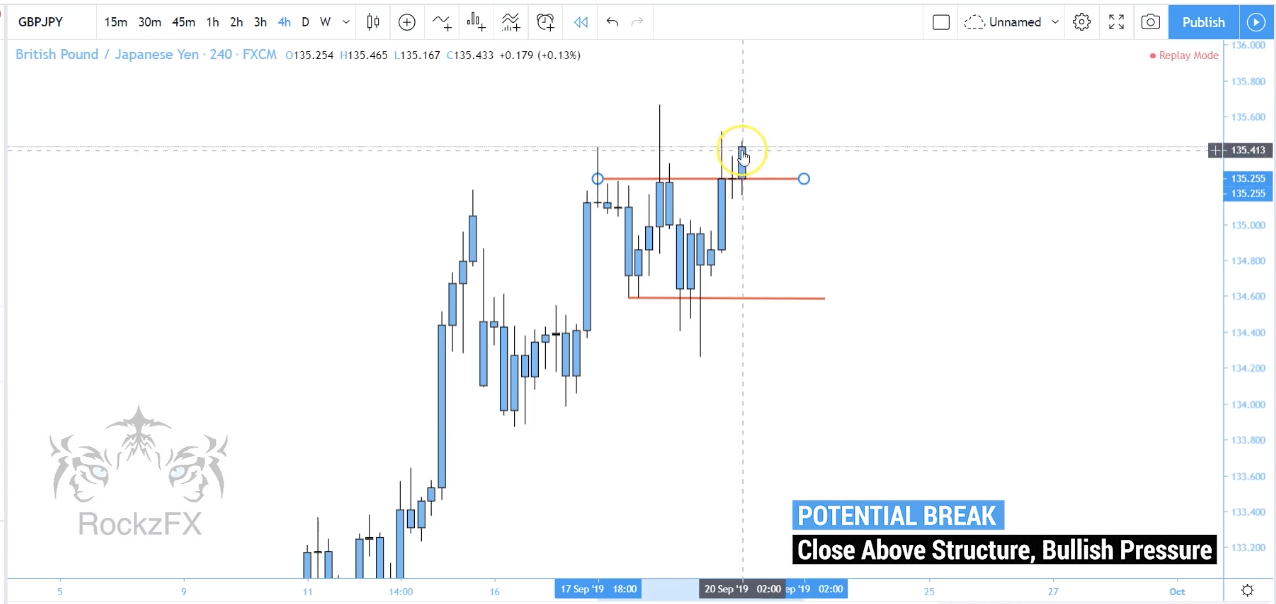 GBPJPY 15m 30m 45m 1h 2h 3h 4h D W Unnamed Publish
British Pound / Japanese Yen · 240 · FXCM O135.254 H135.465 L135.167 C135.433 +0.179 (+0.13%)
Replay Mode
136.000
135.800
135.600
135.413
135.255
135.255
135.000
134.800
134.600
134.400
134.200
134.000
133.800
133.600
133.400
133.200
RockzFX
POTENTIAL BREAK
Close Above Structure, Bullish Pressure
5 9 11 14:00 16 17 Sep '19 18:00 20 Sep '19 02:00 ep '19 02:00 25 27 Oct